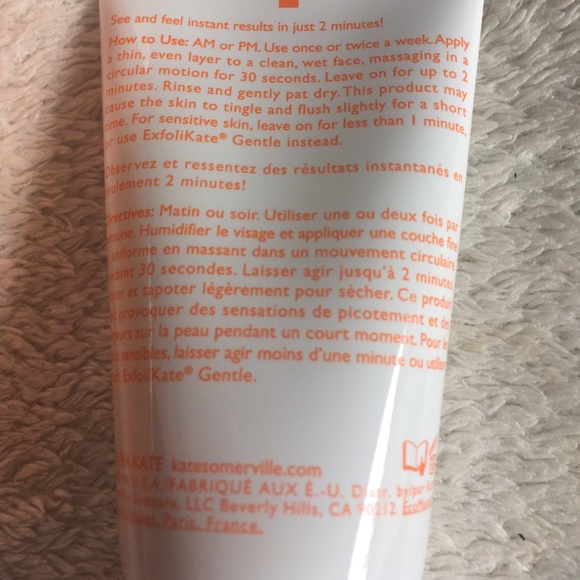 See and feel instant results in just 2 minutes!
How to Use: AM or PM. Use once or twice a week. Apply
a thin, even layer to a clean, wet face, massaging in a
circular motion for 30 seconds. Leave on for up to 2
minutes. Rinse and gently pat dry. This product may
cause the skin to tingle and flush slightly for a short
time. For sensitive skin, leave on for less than 1 minute,
or use ExfoliKate® Gentle instead.
Observez et ressentez des résultats instantanés en
seulement 2 minutes!
Directives: Matin ou soir. Utiliser une ou deux fois par
semaine. Humidifier le visage et appliquer une couche fine
uniforme en massant dans un mouvement circulaire
30 secondes. Laisser agir jusqu'à 2 minutes
et tapoter légèrement pour sécher. Ce produit
provoquer des sensations de picotement et des
sur la peau pendant un court moment. Pour les
sensibles, laisser agir moins d'une minute ou utiliser
ExfoliKate® Gentle.
KATE katesomerville.com
U.S.A./FABRIQUÉ AUX É.-U. Distr. by/par
Skincare, LLC Beverly Hills, CA 90212.
Paris, France.